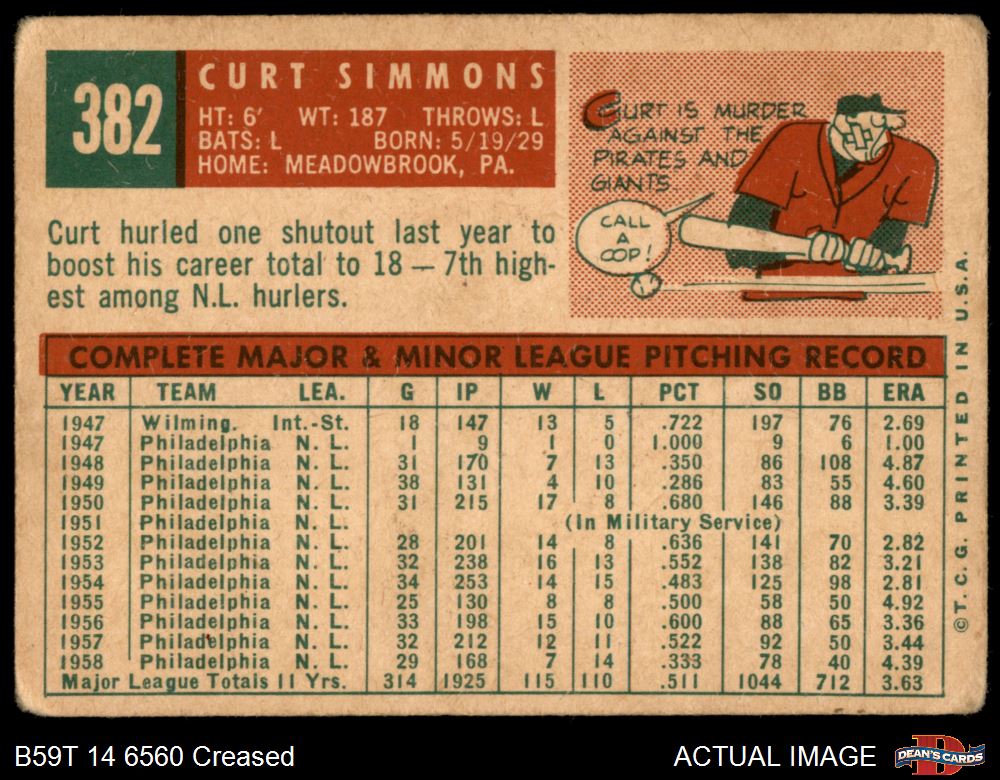 382
CURT SIMMONS
HT: 6' WT: 187 THROWS: L
BATS: L BORN: 5/19/29
HOME: MEADOWBROOK, PA.
CURT IS MURDER
AGAINST THE
PIRATES AND
GIANTS.
CALL
A
COP!
Curt hurled one shutout last year to
boost his career total to 18 — 7th high-
est among N.L. hurlers.
COMPLETE MAJOR & MINOR LEAGUE PITCHING RECORD
YEAR TEAM LEA. G IP W L PCT SO BB ERA
1947 Wilming. Int.-St. 18 147 13 5 .722 197 76 2.69
1947 Philadelphia N. L. 1 9 1 0 1.000 9 6 1.00
1948 Philadelphia N. L. 31 170 7 13 .350 86 108 4.87
1949 Philadelphia N. L. 38 131 4 10 .286 83 55 4.60
1950 Philadelphia N. L. 31 215 17 8 .680 146 88 3.39
1951 Philadelphia N. L. (In Military Service)
1952 Philadelphia N. L. 28 201 14 8 .636 141 70 2.82
1953 Philadelphia N. L. 32 238 16 13 .552 138 82 3.21
1954 Philadelphia N. L. 34 253 14 15 .483 125 98 2.81
1955 Philadelphia N. L. 25 130 8 8 .500 58 50 4.92
1956 Philadelphia N. L. 33 198 15 10 .600 88 65 3.36
1957 Philadelphia N. L. 32 212 12 11 .522 92 50 3.44
1958 Philadelphia N. L. 29 168 7 14 .333 78 40 4.39
Major League Totals 11 Yrs. 314 1925 115 110 .511 1044 712 3.63
© T. C. G. PRINTED IN U.S.A.
B59T 14 6560 Creased
ACTUAL IMAGE
DEAN'S CARDS